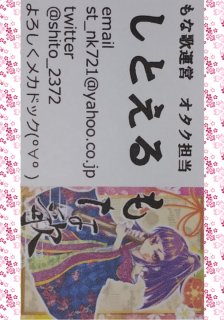 もな歌運営　オタク担当
しとえる
email
st_nk721@yahoo.co.jp
twitter
@shito_2372
よろしくメカドック(°∀°)
もな歌